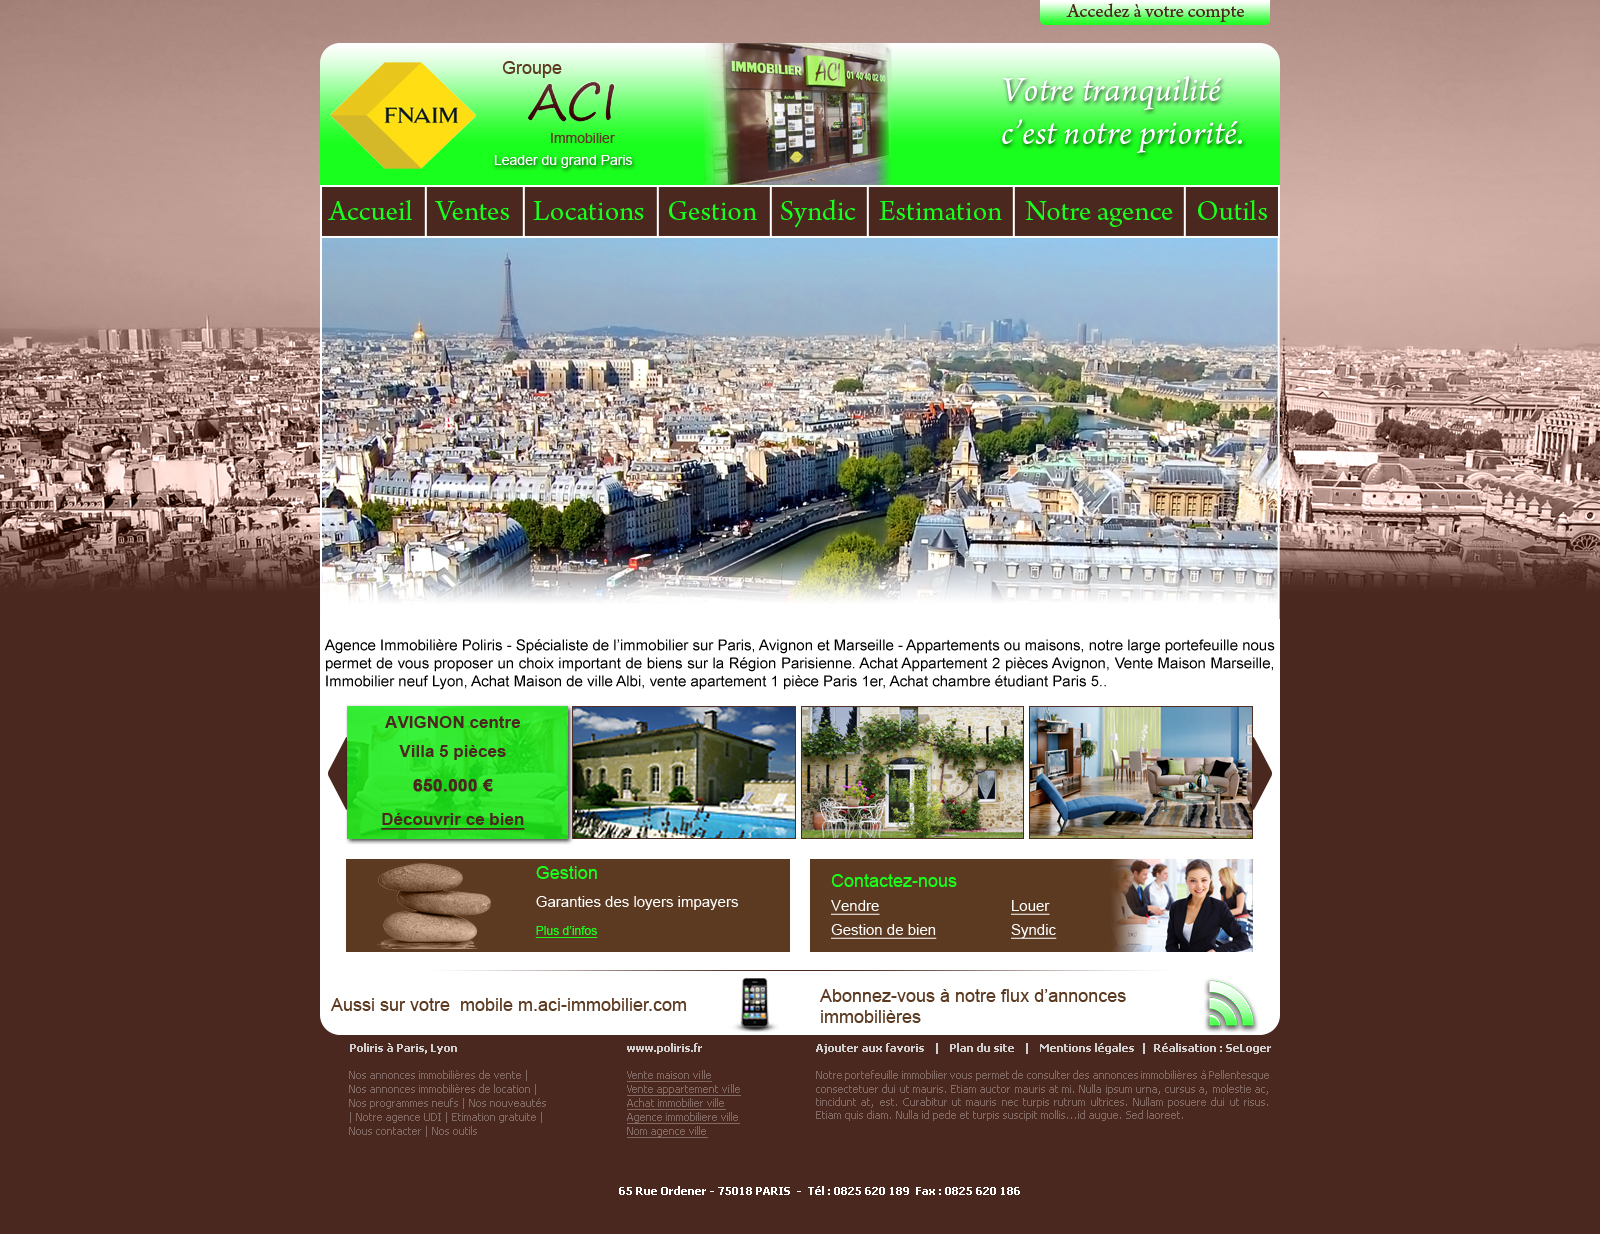 Accedez à votre compte
FNAIM
Groupe
ACI
Immobilier
Leader du grand Paris
IMMOBILIER ACI 01 40 40 02 00
Votre tranquilité
c'est notre priorité.
Accueil Ventes Locations Gestion Syndic Estimation Notre agence Outils
Agence Immobilière Poliris - Spécialiste de l'immobilier sur Paris, Avignon et Marseille - Appartements ou maisons, notre large portefeuille nous
permet de vous proposer un choix important de biens sur la Région Parisienne. Achat Appartement 2 pièces Avignon, Vente Maison Marseille,
Immobilier neuf Lyon, Achat Maison de ville Albi, vente apartement 1 pièce Paris 1er, Achat chambre étudiant Paris 5..
AVIGNON centre
Villa 5 pièces
650.000 €
Découvrir ce bien
Gestion
Garanties des loyers impayers
Plus d'infos
Contactez-nous
Vendre Louer
Gestion de bien Syndic
Aussi sur votre mobile m.aci-immobilier.com
Abonnez-vous à notre flux d'annonces
immobilières
Poliris à Paris, Lyon
Nos annonces immobilières de vente |
Nos annonces immobilières de location |
Nos programmes neufs | Nos nouveautés
| Notre agence UDI | Etimation gratuite |
Nous contacter | Nos outils
www.poliris.fr
Vente maison ville
Vente appartement ville
Achat immobilier ville
Agence immobiliere ville
Nom agence ville
Ajouter aux favoris | Plan du site | Mentions légales | Réalisation : SeLoger
Notre portefeuille immobilier vous permet de consulter des annonces immobilières à Pellentesque
consectetuer dui ut mauris. Etiam auctor mauris at mi. Nulla ipsum urna, cursus a, molestie ac,
tincidunt at, est. Curabitur ut mauris nec turpis rutrum ultrices. Nullam posuere dui ut risus.
Etiam quis diam. Nulla id pede et turpis suscipit mollis...id augue. Sed laoreet.
65 Rue Ordener - 75018 PARIS - Tél : 0825 620 189 Fax : 0825 620 186